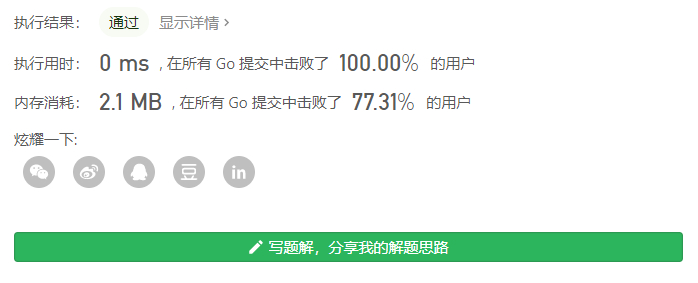 执行结果： 通过 显示详情 >
执行用时： 0 ms , 在所有 Go 提交中击败了 100.00% 的用户
内存消耗： 2.1 MB , 在所有 Go 提交中击败了 77.31% 的用户
炫耀一下:
豆 in
写题解，分享我的解题思路